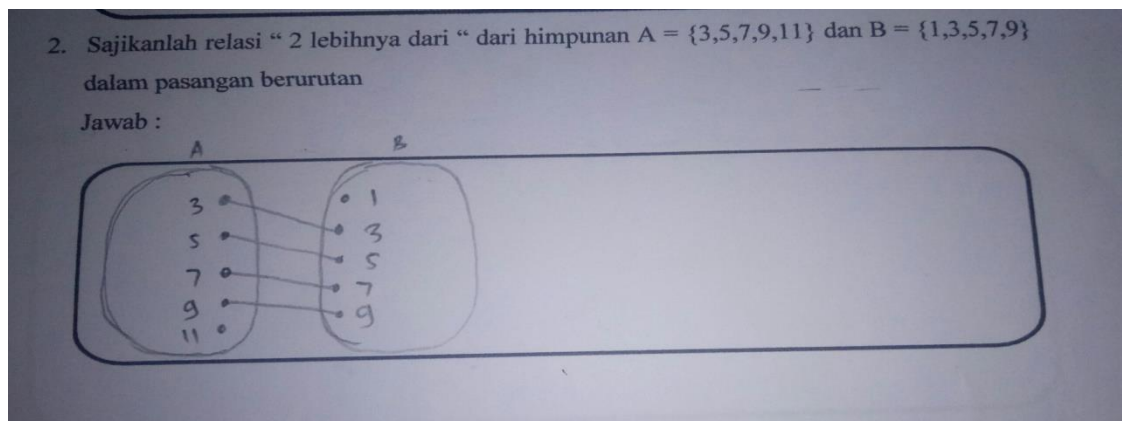 2. Sajikanlah relasi “ 2 lebihnya dari “ dari himpunan A = {3,5,7,9,11} dan B = {1,3,5,7,9}
dalam pasangan berurutan
Jawab :
A B
3 1
5 3
7 5
9 7
11 9